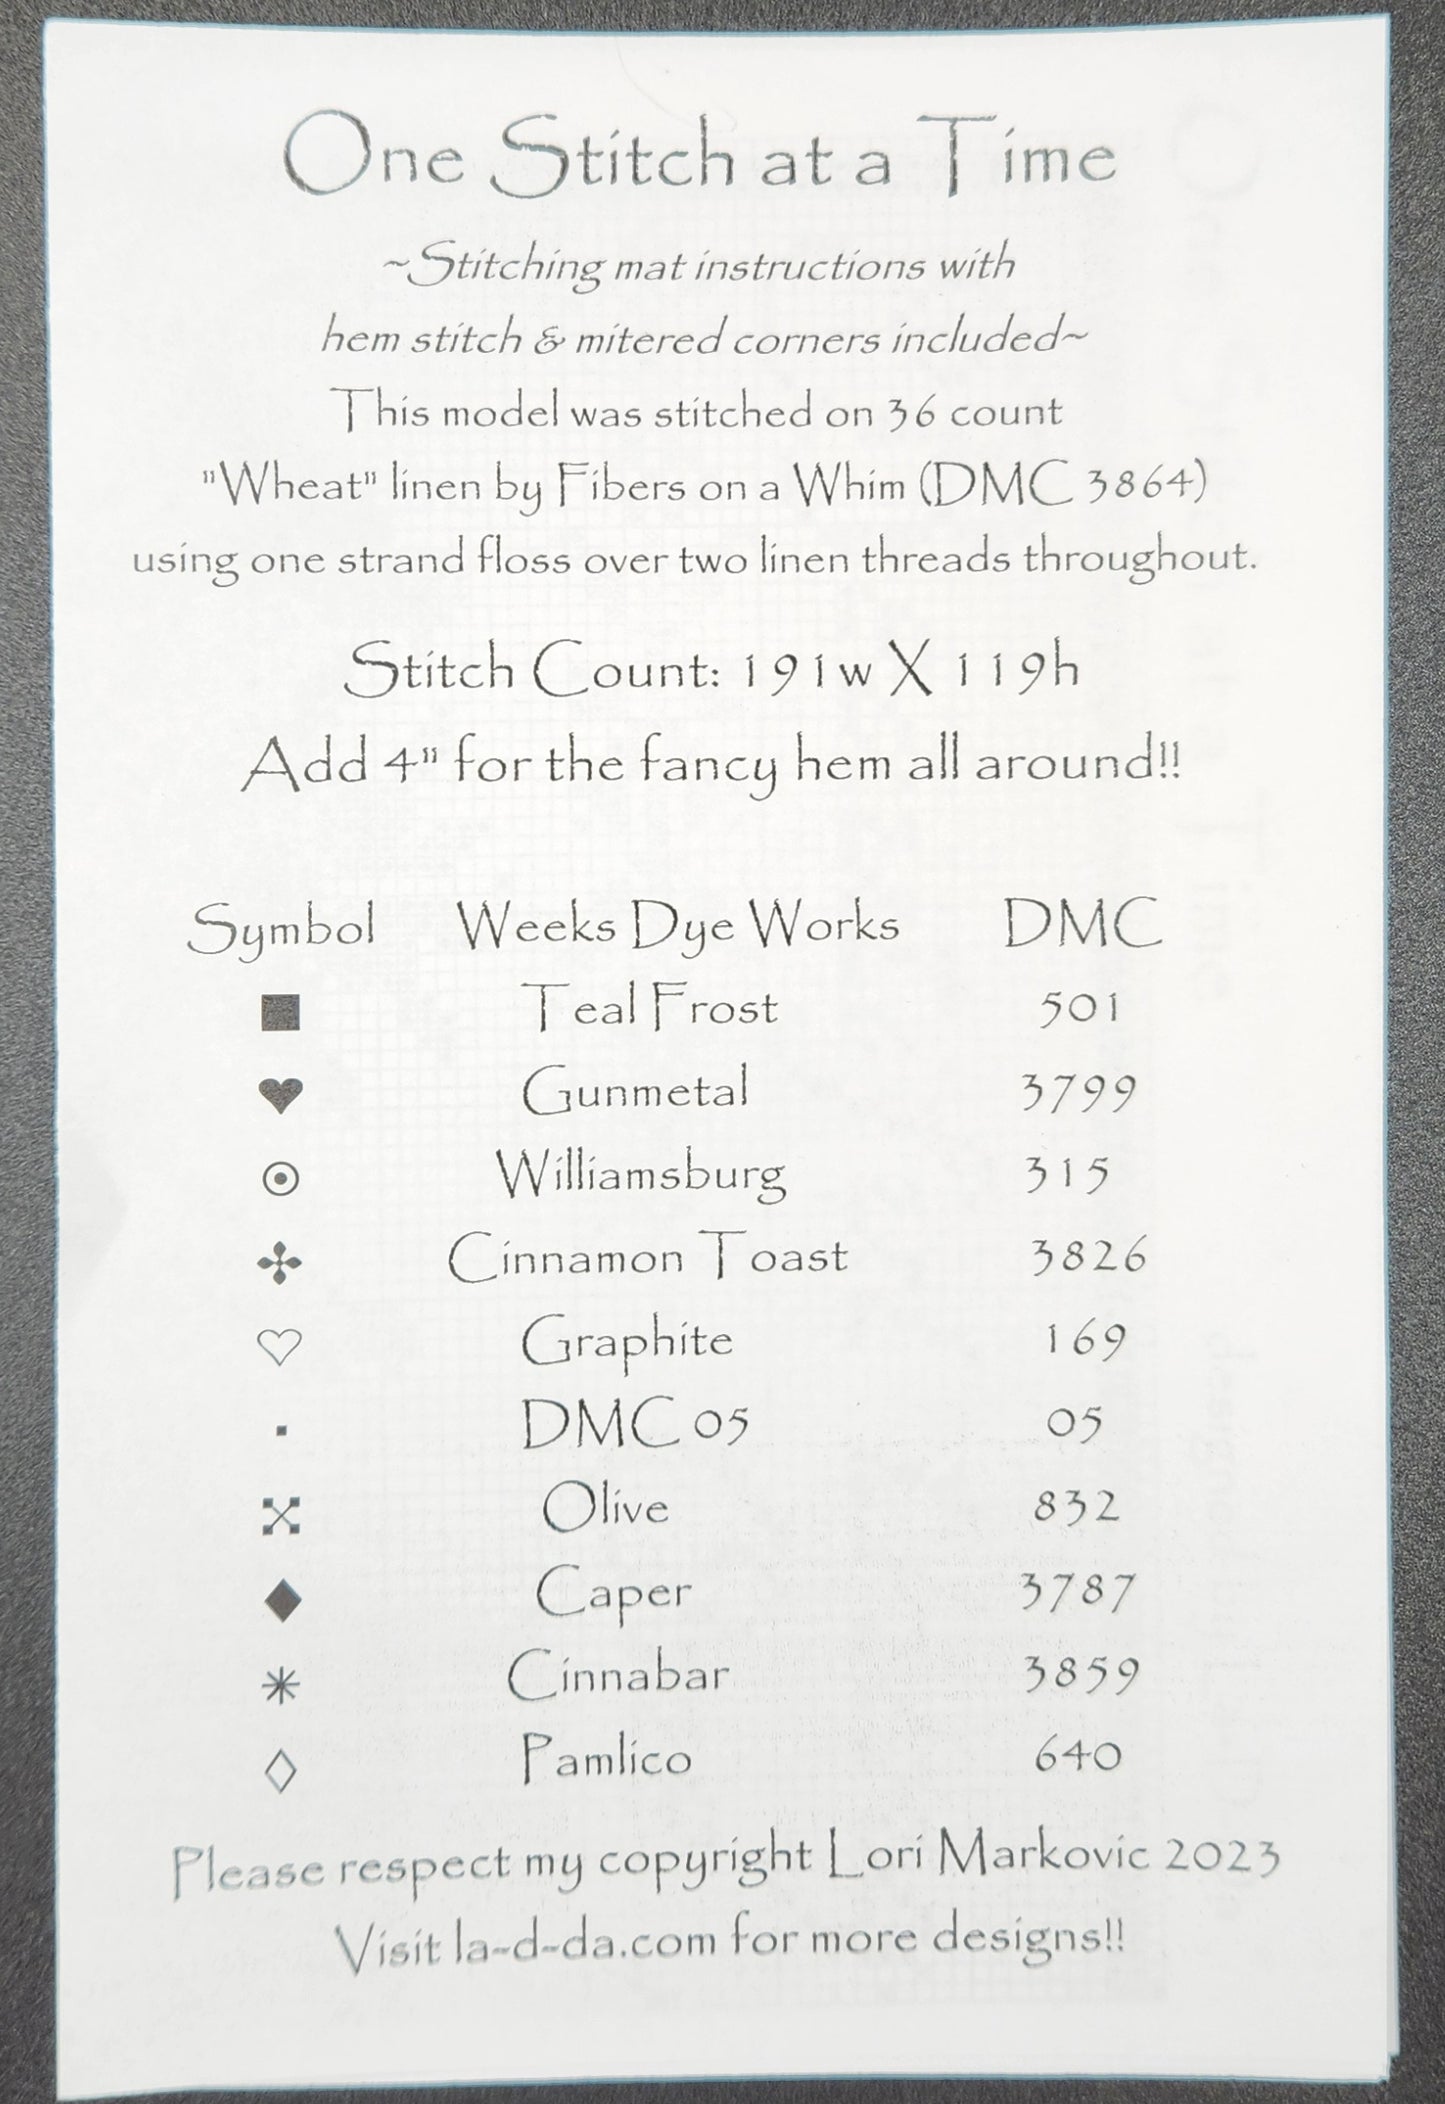 One Stitch at a Time
~Stitching mat instructions with
hem stitch & mitered corners included~
This model was stitched on 36 count
"Wheat" linen by Fibers on a Whim (DMC 3864)
using one strand floss over two linen threads throughout.
Stitch Count: 191w X 119h
Add 4" for the fancy hem all around!!
Symbol Weeks Dye Works DMC
■ Teal Frost 501
♥ Gunmetal 3799
☉ Williamsburg 315
✣ Cinnamon Toast 3826
♡ Graphite 169
▪ DMC 05 05
Olive 832
◆ Caper 3787
✳ Cinnabar 3859
◇ Pamlico 640
Please respect my copyright Lori Markovic 2023
Visit la-d-da.com for more designs!!